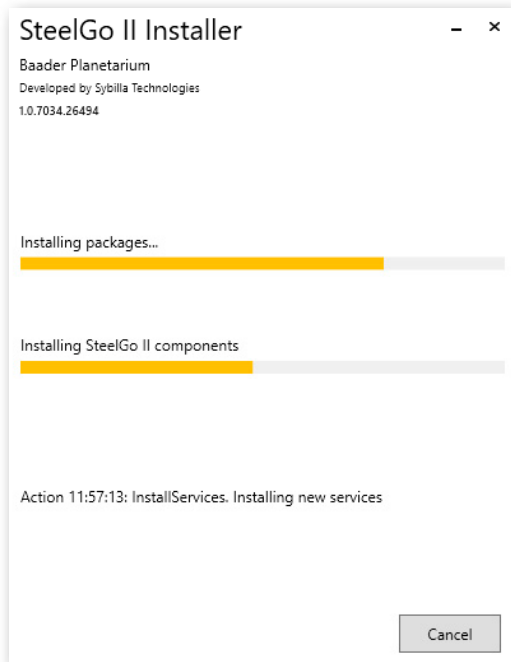 SteelGo II Installer
Baader Planetarium
Developed by Sybilla Technologies
1.0.7034.26494
Installing packages...
Installing SteelGo II components
Action 11:57:13: InstallServices. Installing new services
Cancel